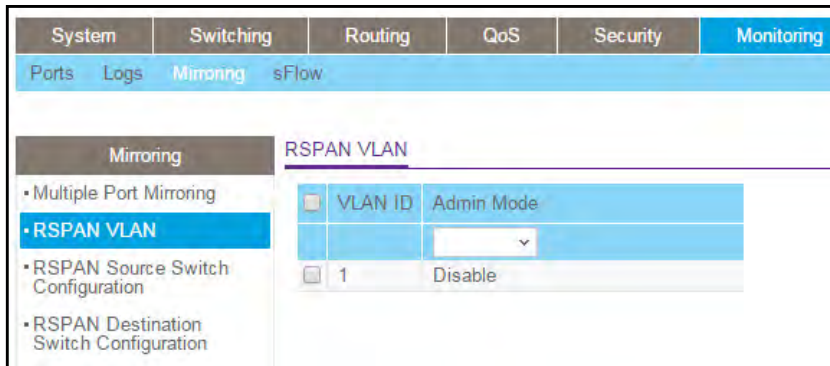 System Switching Routing QoS Security Monitoring
Ports Logs Mirroring sFlow
Mirroring
Multiple Port Mirroring
RSPAN VLAN
RSPAN Source Switch
Configuration
RSPAN Destination
Switch Configuration
RSPAN VLAN
VLAN ID Admin Mode
1 Disable